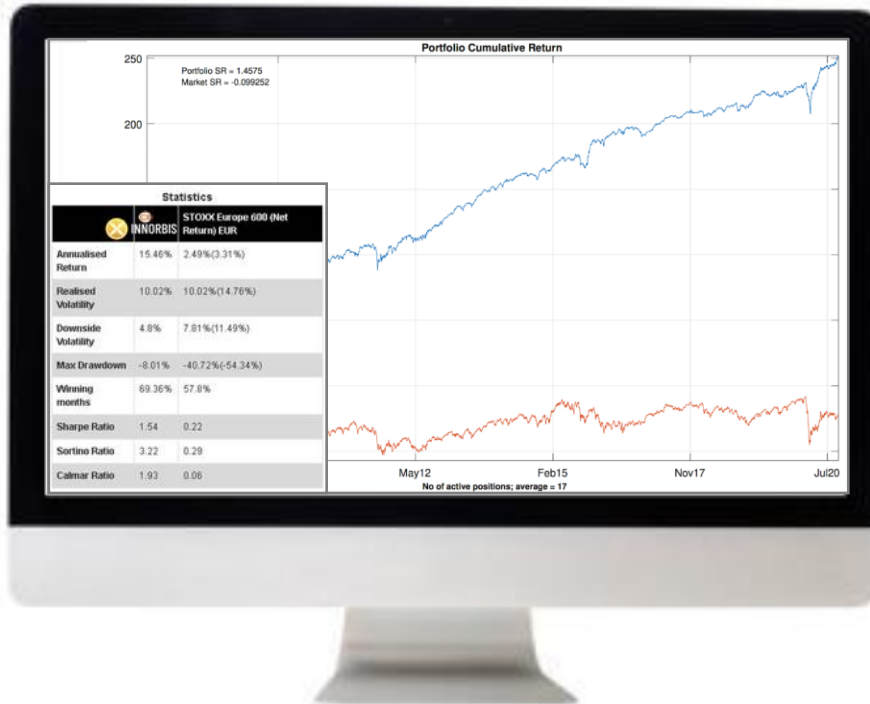 Portfolio Cumulative Return
250
Portfolio SR = 1.4575
Market SR = -0.099252
200
Statistics
INNORBIS
STOXX Europe 600 (Net
Return) EUR
Annualised
Return
15.46% 2.49%(3.31%)
Realised
Volatility
10.02% 10.02%(14.76%)
Downside
Volatility
4.8% 7.81%(11.49%)
Max Drawdown -8.01% -40.72%(-54.34%)
Winning
months
69.36% 57.8%
Sharpe Ratio 1.54 0.22
Sortino Ratio 3.22 0.29
Calmar Ratio 1.93 0.06
May12 Feb15 Nov17 Jul20
No of active positions; average = 17